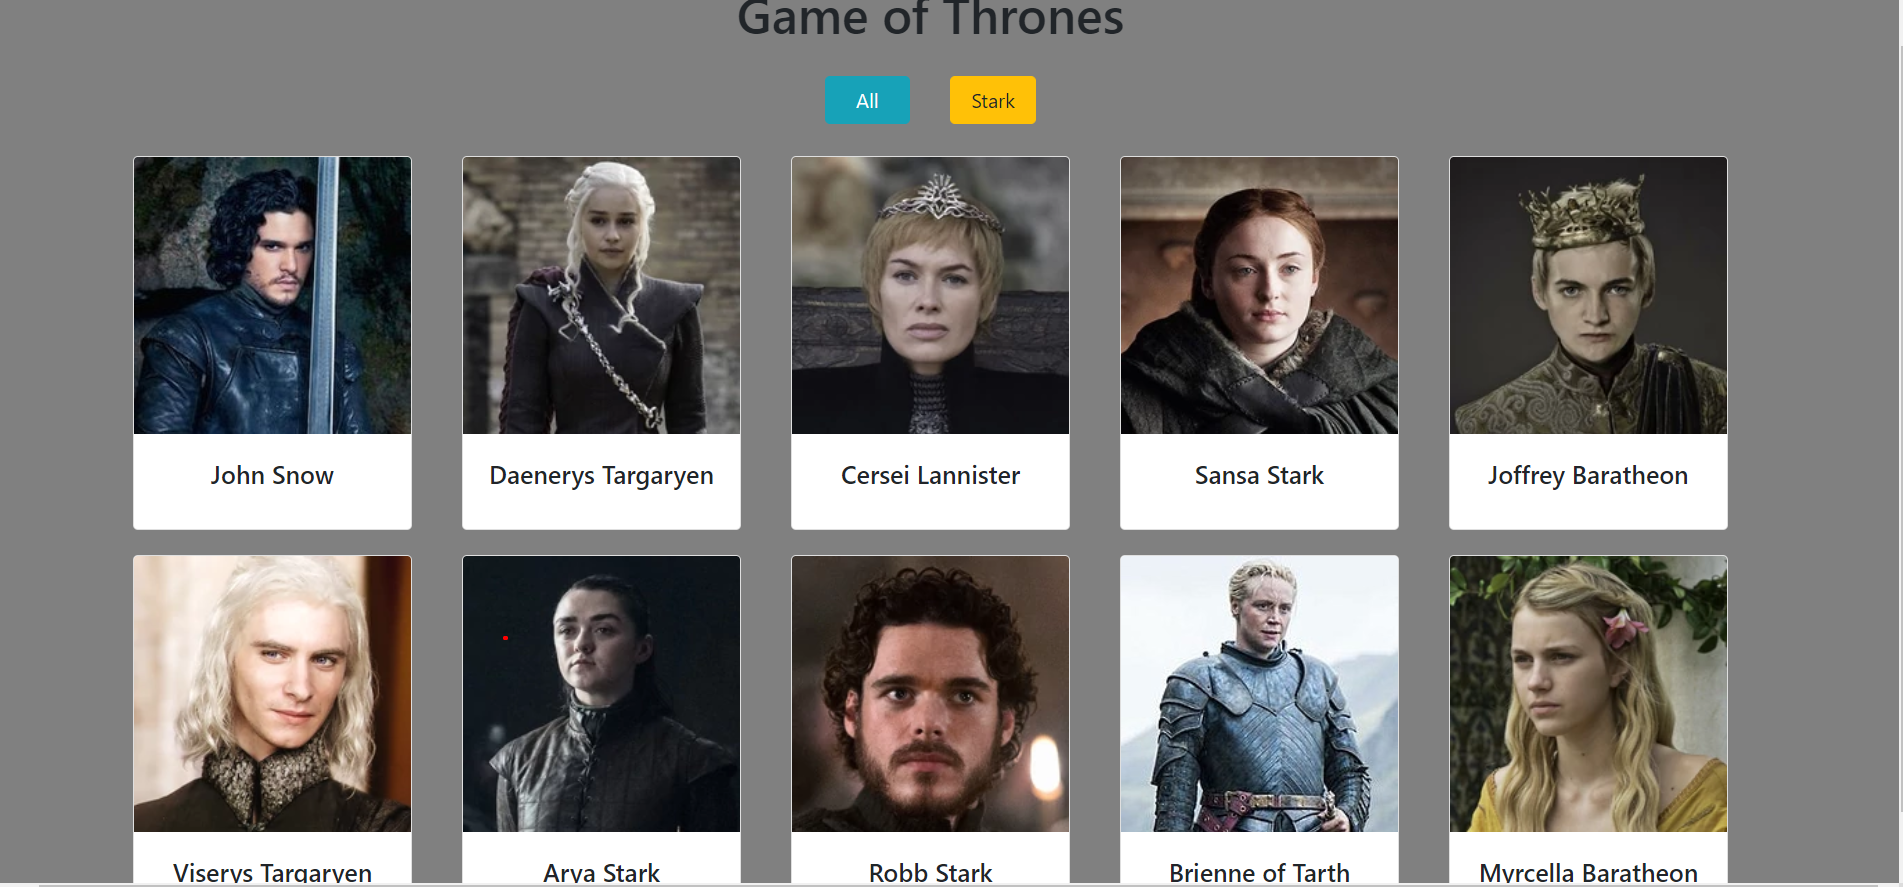 Game of Thrones
All Stark
John Snow Daenerys Targaryen Cersei Lannister Sansa Stark Joffrey Baratheon
Viserys Targaryen Arya Stark Robb Stark Brienne of Tarth Myrcella Baratheon